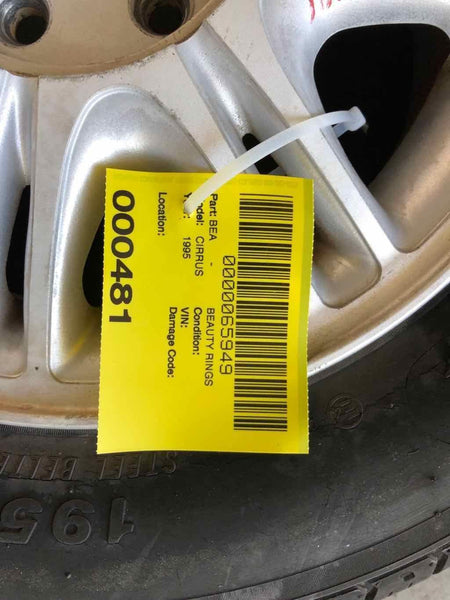 0000065949
Part: BEA - BEAUTY RINGS
Model: CIRRUS Condition:
1995 VIN:
Location: Damage Code:
000481
STEEL BELTED
195